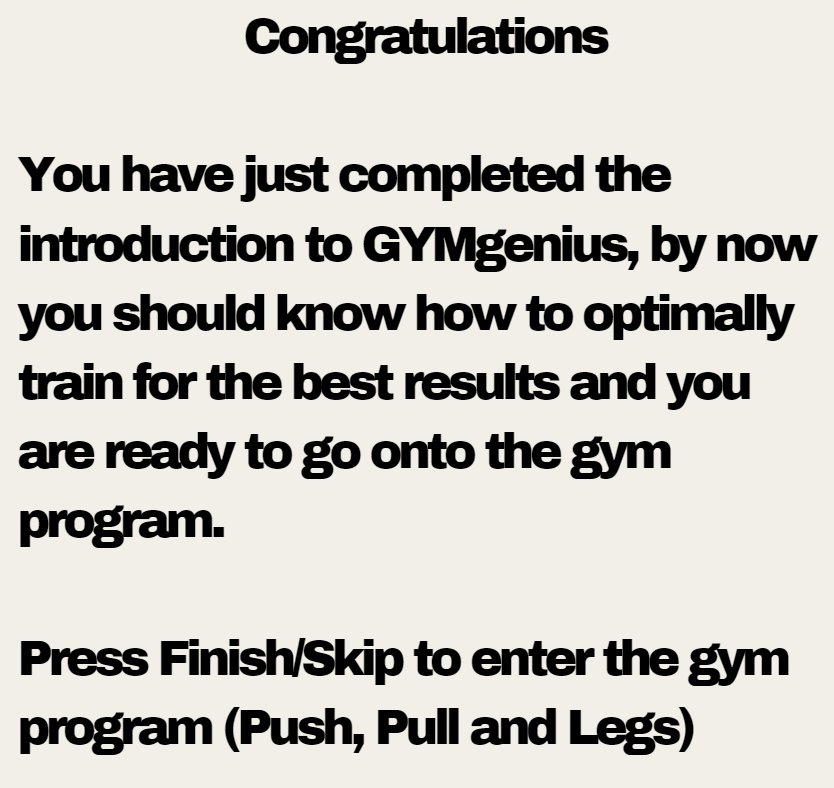 Congratulations
You have just completed the
introduction to GYMgenius, by now
you should know how to optimally
train for the best results and you
are ready to go onto the gym
program.
Press Finish/Skip to enter the gym
program (Push, Pull and Legs)